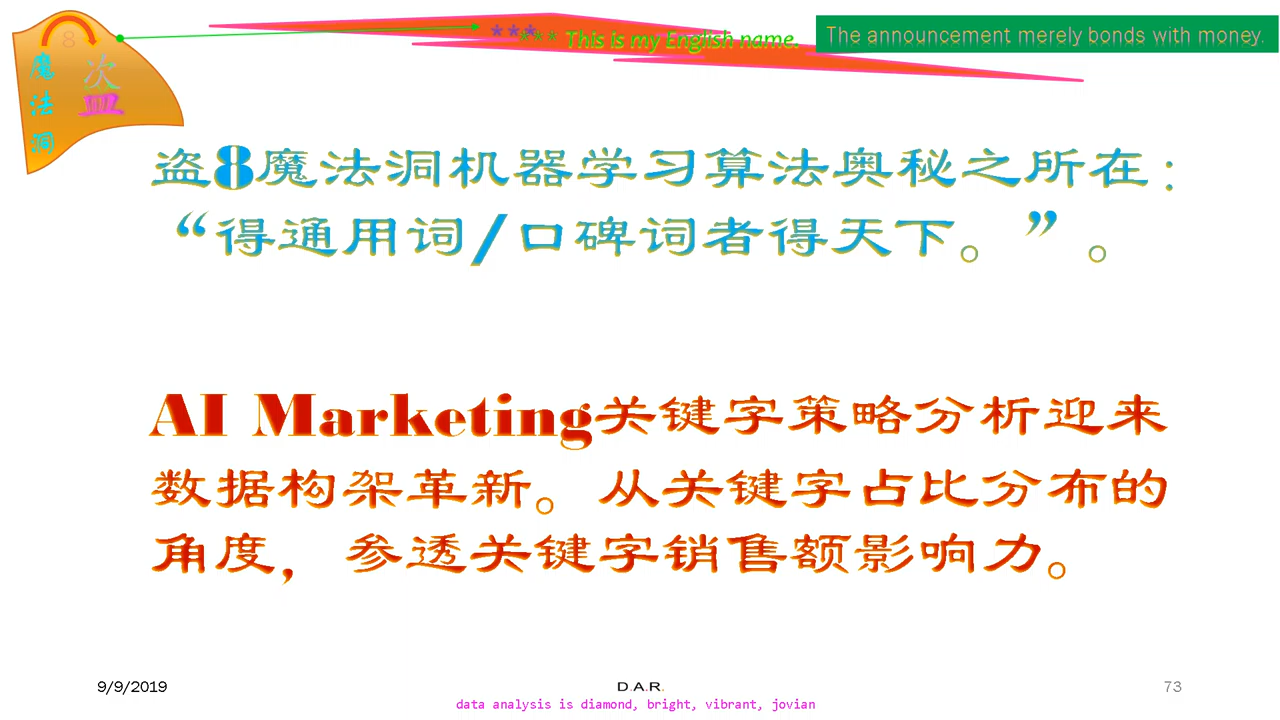 8
魔法洞
盗
*** *** This is my English name.
The announcement merely bonds with money.
盗8魔法洞机器学习算法奥秘之所在：
“得通用词/口碑词者得天下。”。
AI Marketing关键字策略分析迎来
数据构架革新。从关键字占比分布的
角度，参透关键字销售额影响力。
9/9/2019
D.A.R.
73
data analysis is diamond, bright, vibrant, jovian